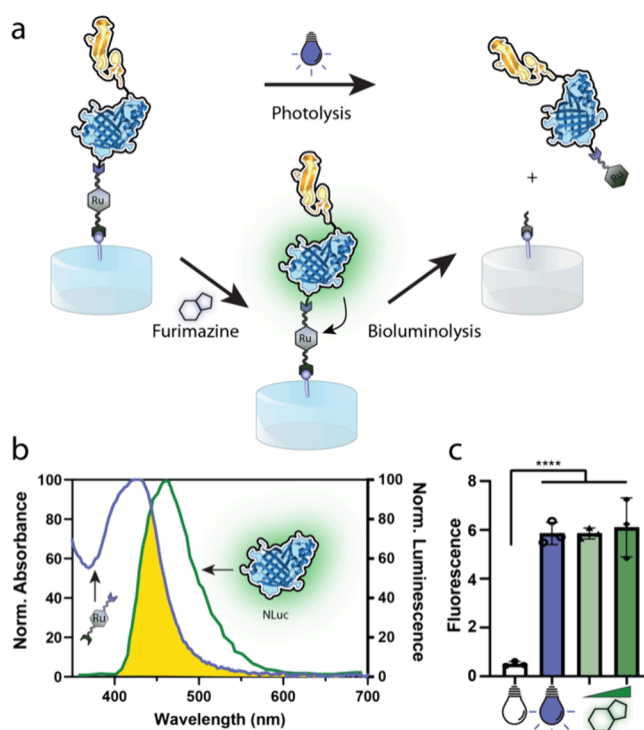 a
Photolysis
Ru
Ru
+
Furimazine
Ru
Bioluminolysis
b
c
100
80
60
40
20
0
Norm. Absorbance
Ru
NLuc
100
80
60
40
20
0
Norm. Luminescence
400
500
600
700
Wavelength (nm)
****
8
6
4
2
0
Fluorescence